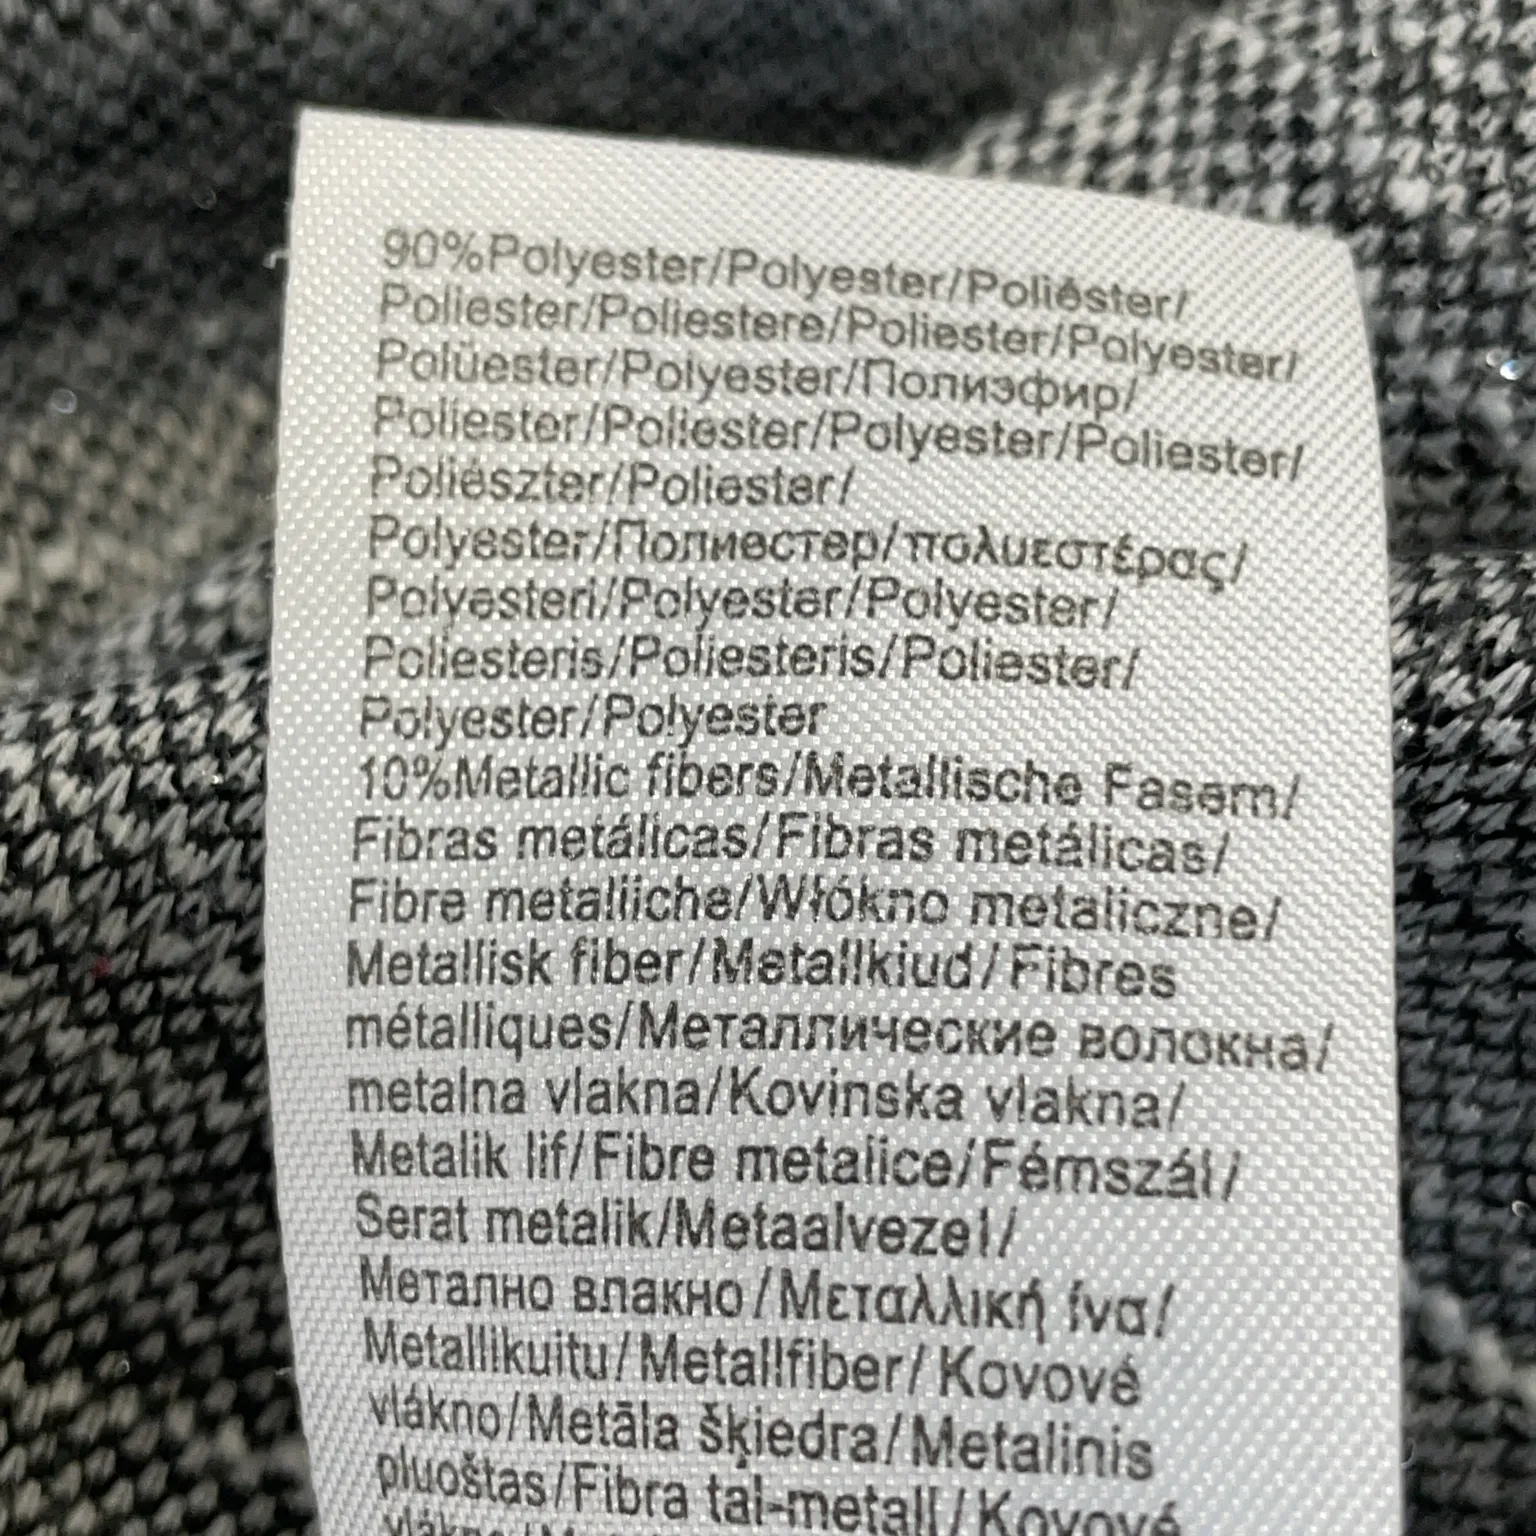 90%Polyester/Polyester/Poliéster/
Poliester/Poliestere/Poliester/Polyester/
Polüester/Polyester/Полиэфир/
Poliester/Poliester/Polyester/Poliester/
Poliészter/Poliester/
Polyester/Полиестер/πολυεστέρας/
Polyesteri/Polyester/Polyester/
Poliesteris/Poliesteris/Poliester/
Polyester/Polyester
10%Metallic fibers/Metallische Fasern/
Fibras metálicas/Fibras metálicas/
Fibre metalliche/Włókno metaliczne/
Metallisk fiber/Metallkiud/Fibres
métalliques/Металлические волокна/
metalna vlakna/Kovinska vlakna/
Metalik lif/Fibre metalice/Fémszál/
Serat metalik/Metaalvezel/
Метално влакно/Μεταλλική ίνα/
Metallikuitu/Metallfiber/Kovové
vlákno/Metāla šķiedra/Metalinis
pluoštas/Fibra tal-metall/Kovové
vlákno/